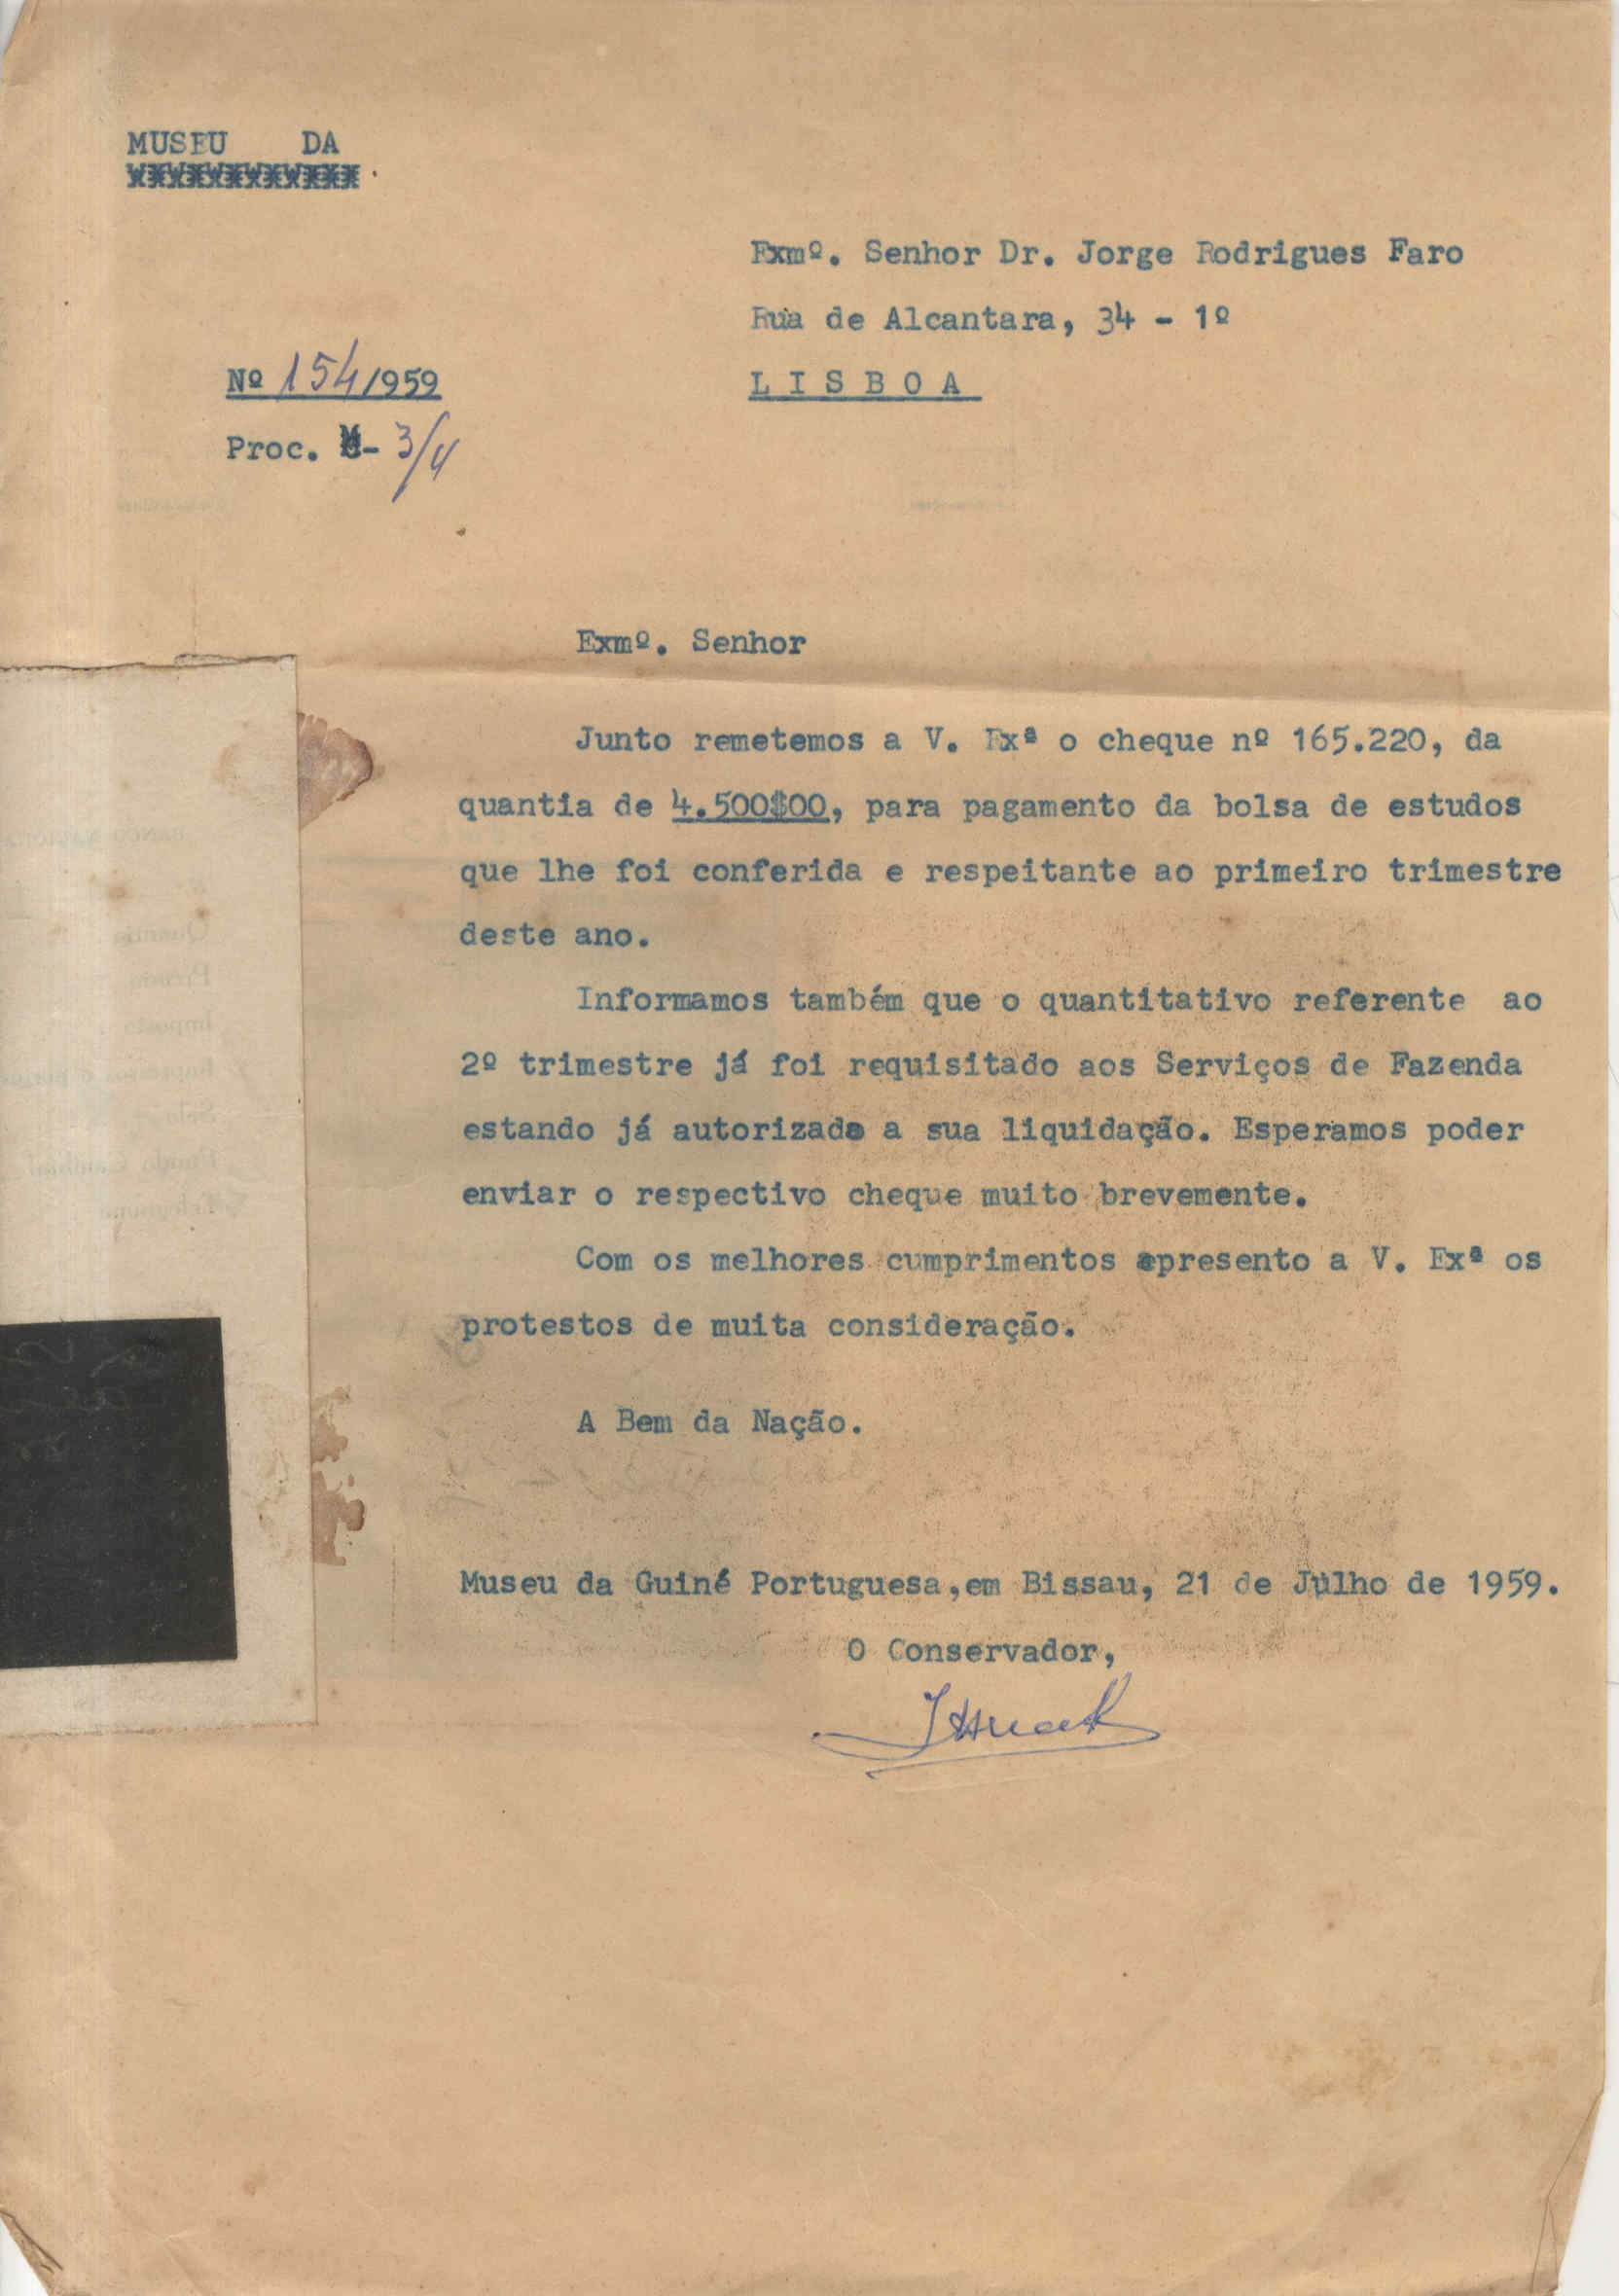 MUSEU DA
Exmº. Senhor Dr. Jorge Rodrigues Faro
Rua de Alcantara, 34 - 1º
LISBOA
Nº 154/1959
Proc. M- 3/4
Exmº. Senhor
Junto remetemos a V. Exª o cheque nº 165.220, da
quantia de 4.500$00, para pagamento da bolsa de estudos
que lhe foi conferida e respeitante ao primeiro trimestre
deste ano.
Informamos também que o quantitativo referente ao
2º trimestre já foi requisitado aos Serviços de Fazenda
estando já autorizada a sua liquidação. Esperamos poder
enviar o respectivo cheque muito brevemente.
Com os melhores cumprimentos apresento a V. Exª os
protestos de muita consideração.
A Bem da Nação.
Museu da Guiné Portuguesa,em Bissau, 21 de Julho de 1959.
O Conservador,